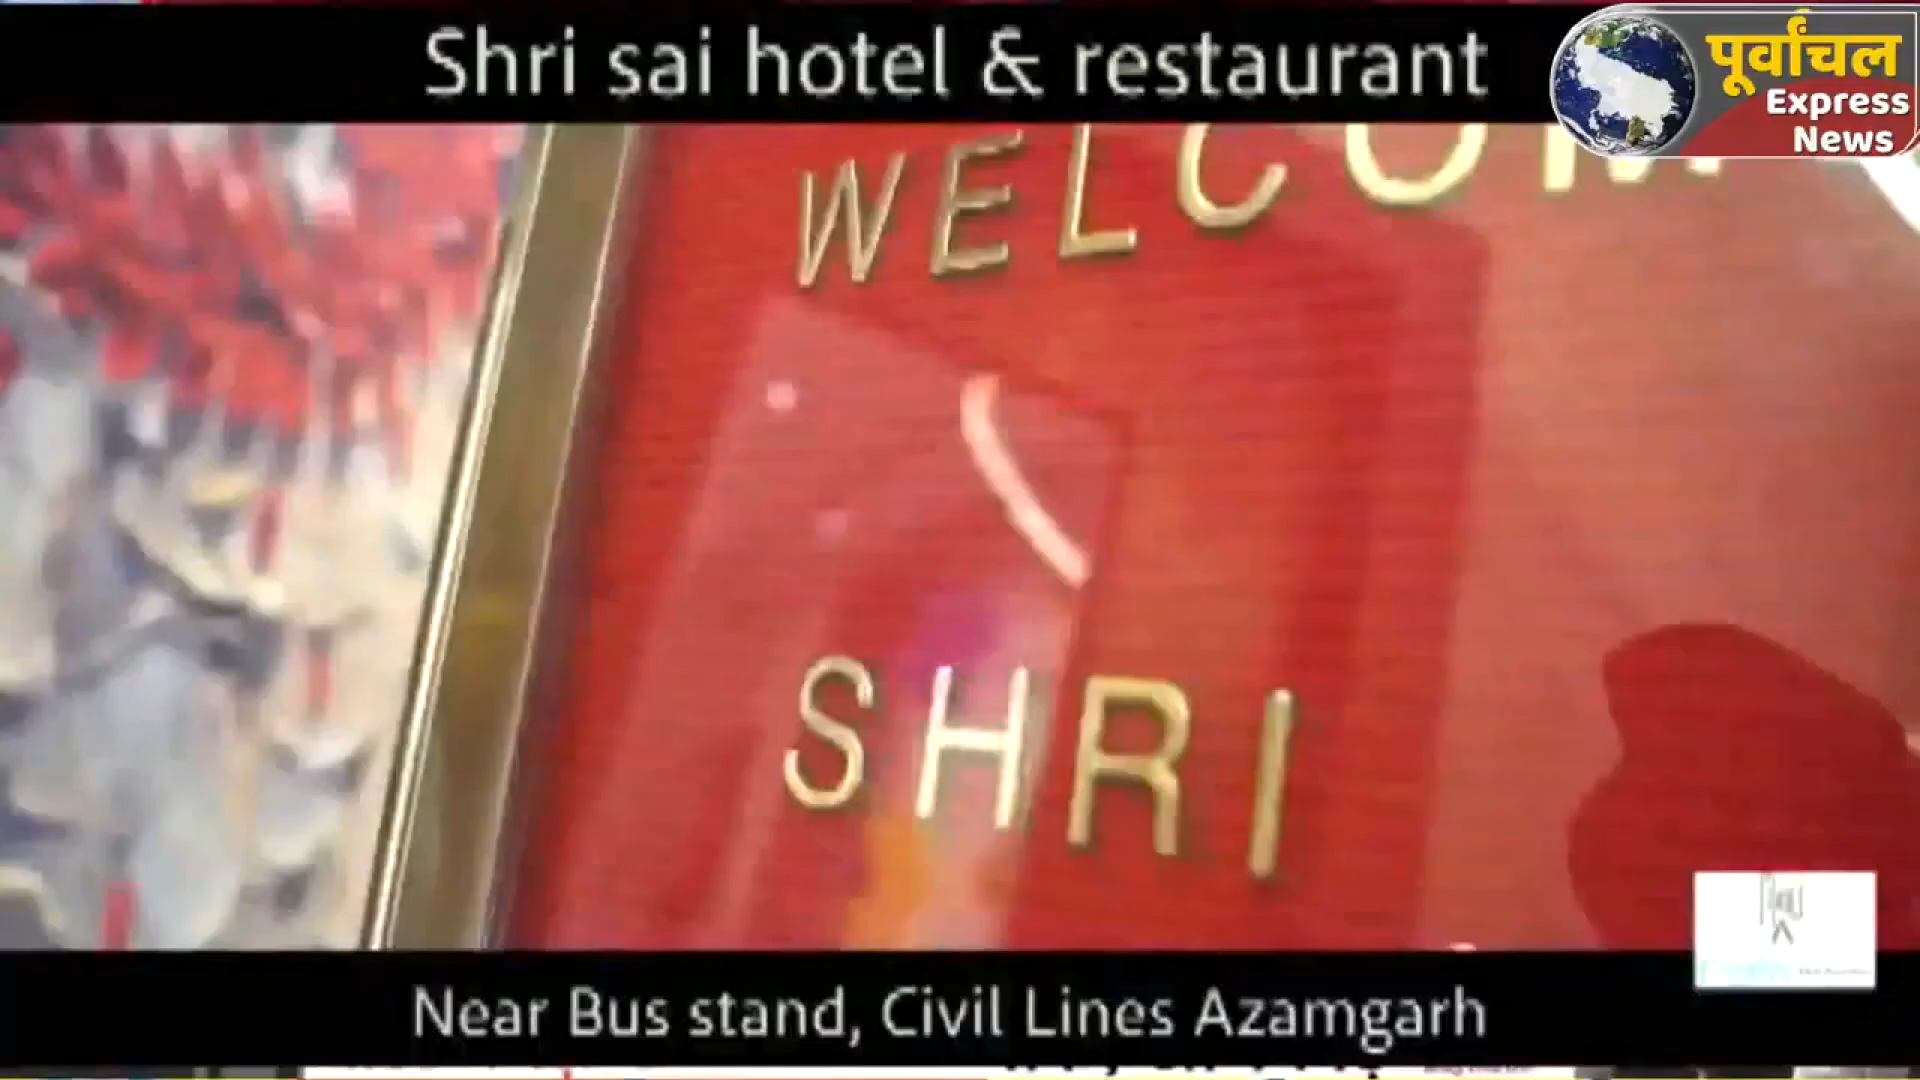 Shri sai hotel & restaurant
पूर्वांचल
Express
News
WELCOM
SHRI
Near Bus stand, Civil Lines Azamgarh